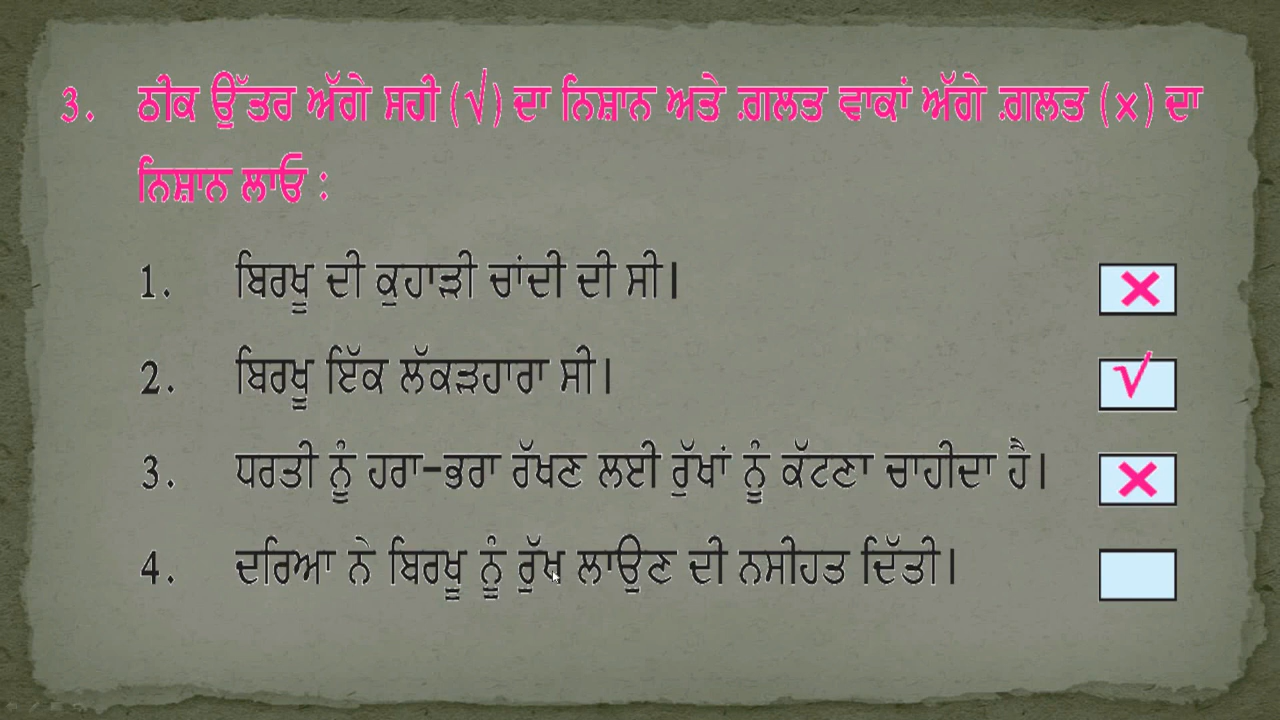 3. ਠੀਕ ਉੱਤਰ ਅੱਗੇ ਸਹੀ (√) ਦਾ ਨਿਸ਼ਾਨ ਅਤੇ ਗ਼ਲਤ ਵਾਕਾਂ ਅੱਗੇ ਗ਼ਲਤ (×) ਦਾ
ਨਿਸ਼ਾਨ ਲਾਓ :
1. ਬਿਰਖੂ ਦੀ ਕੁਹਾੜੀ ਚਾਂਦੀ ਦੀ ਸੀ। ×
2. ਬਿਰਖੂ ਇੱਕ ਲੱਕੜਹਾਰਾ ਸੀ। √
3. ਧਰਤੀ ਨੂੰ ਹਰਾ-ਭਰਾ ਰੱਖਣ ਲਈ ਰੁੱਖਾਂ ਨੂੰ ਕੱਟਣਾ ਚਾਹੀਦਾ ਹੈ। ×
4. ਦਰਿਆ ਨੇ ਬਿਰਖੂ ਨੂੰ ਰੁੱਖ ਲਾਉਣ ਦੀ ਨਸੀਹਤ ਦਿੱਤੀ।